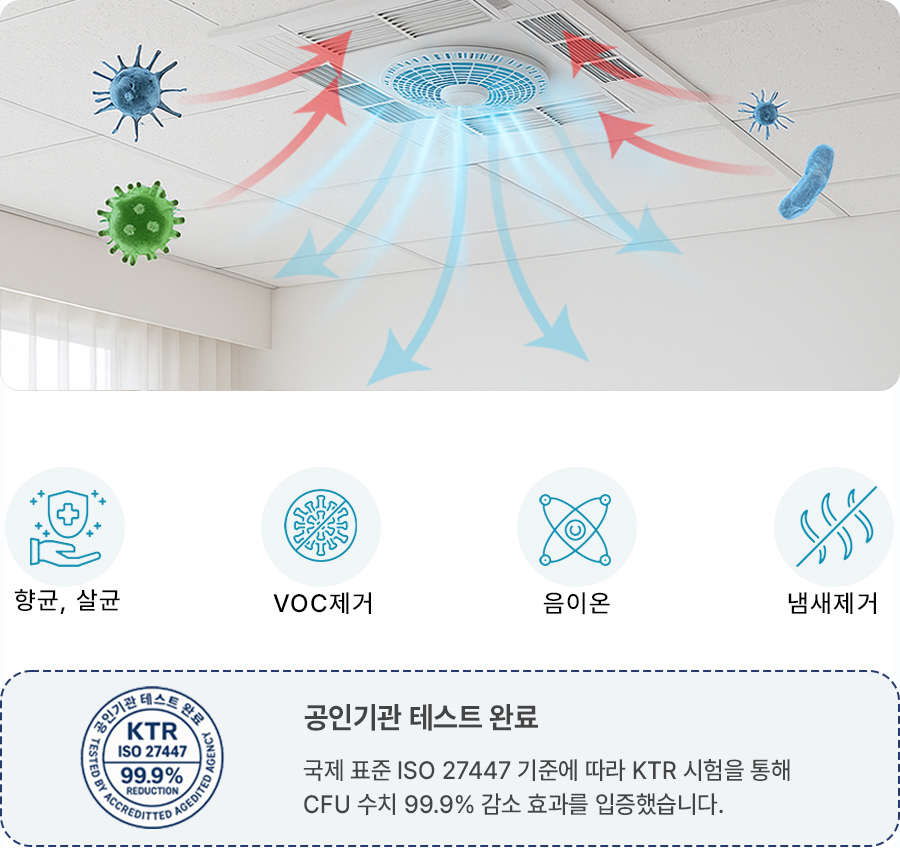 향균, 살균
VOC제거
음이온
냄새제거
공인기관 테스트 완료
KTR
ISO 27447
99.9%
REDUCTION
TESTED BY ACCREDITTED AGEDITED AGENCY
공인기관 테스트 완료
국제 표준 ISO 27447 기준에 따라 KTR 시험을 통해
CFU 수치 99.9% 감소 효과를 입증했습니다.